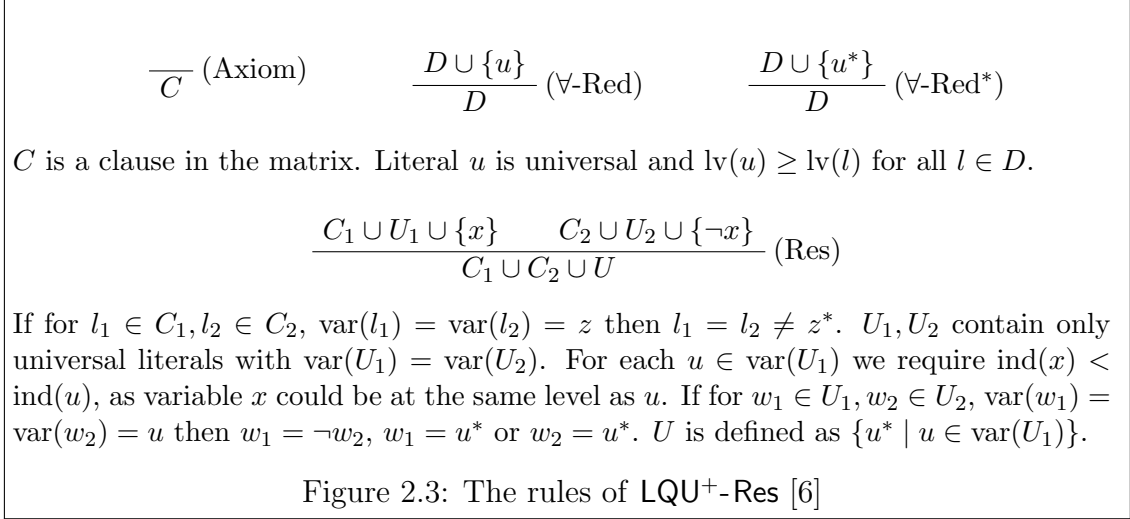 C (Axiom)
D ∪ {u}
D (∀-Red)
D ∪ {u*}
D (∀-Red*)
C is a clause in the matrix. Literal u is universal and lv(u) ≥ lv(l) for all l ∈ D.
C₁ ∪ U₁ ∪ {x} C₂ ∪ U₂ ∪ {¬x}
C₁ ∪ C₂ ∪ U (Res)
If for l₁ ∈ C₁, l₂ ∈ C₂, var(l₁) = var(l₂) = z then l₁ = l₂ ≠ z*. U₁, U₂ contain only
universal literals with var(U₁) = var(U₂). For each u ∈ var(U₁) we require ind(x) <
ind(u), as variable x could be at the same level as u. If for w₁ ∈ U₁, w₂ ∈ U₂, var(w₁) =
var(w₂) = u then w₁ = ¬w₂, w₁ = u* or w₂ = u*. U is defined as {u* | u ∈ var(U₁)}.
Figure 2.3: The rules of LQU⁺-Res [6]